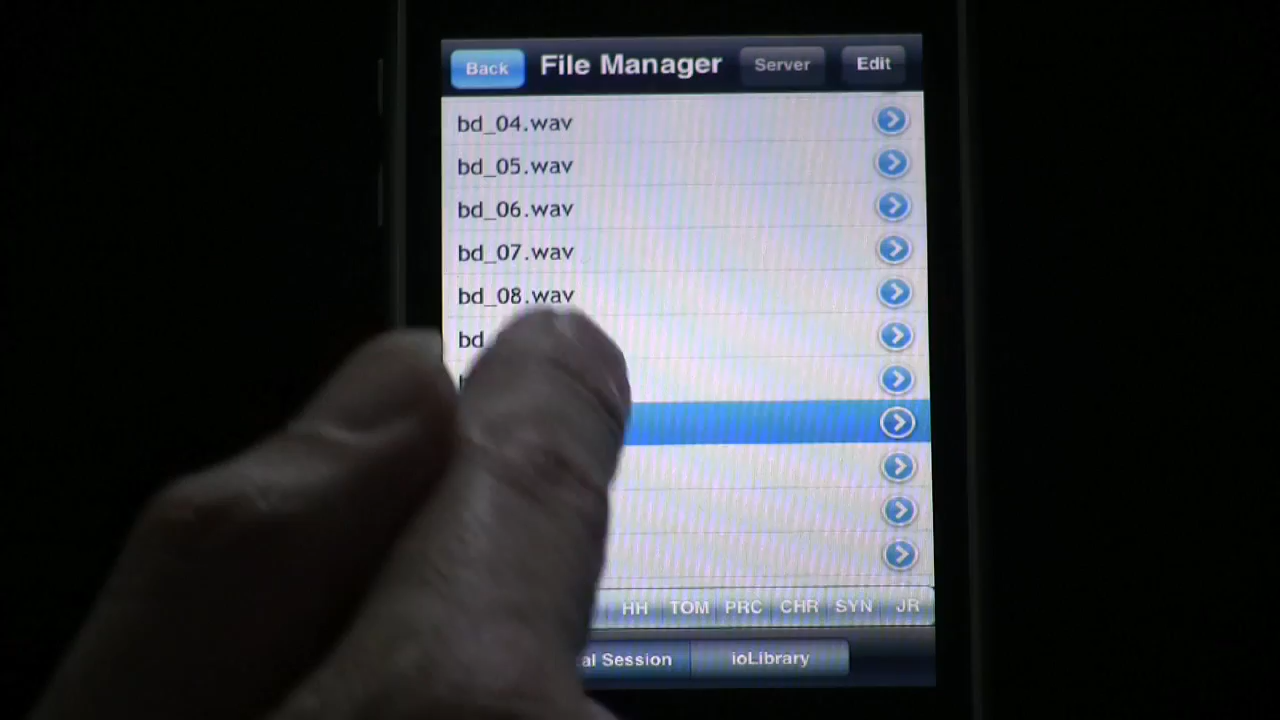 Back File Manager Server Edit
bd_04.wav
bd_05.wav
bd_06.wav
bd_07.wav
bd_08.wav
bd
HH TOM PRC CHR SYN JR
Session ioLibrary